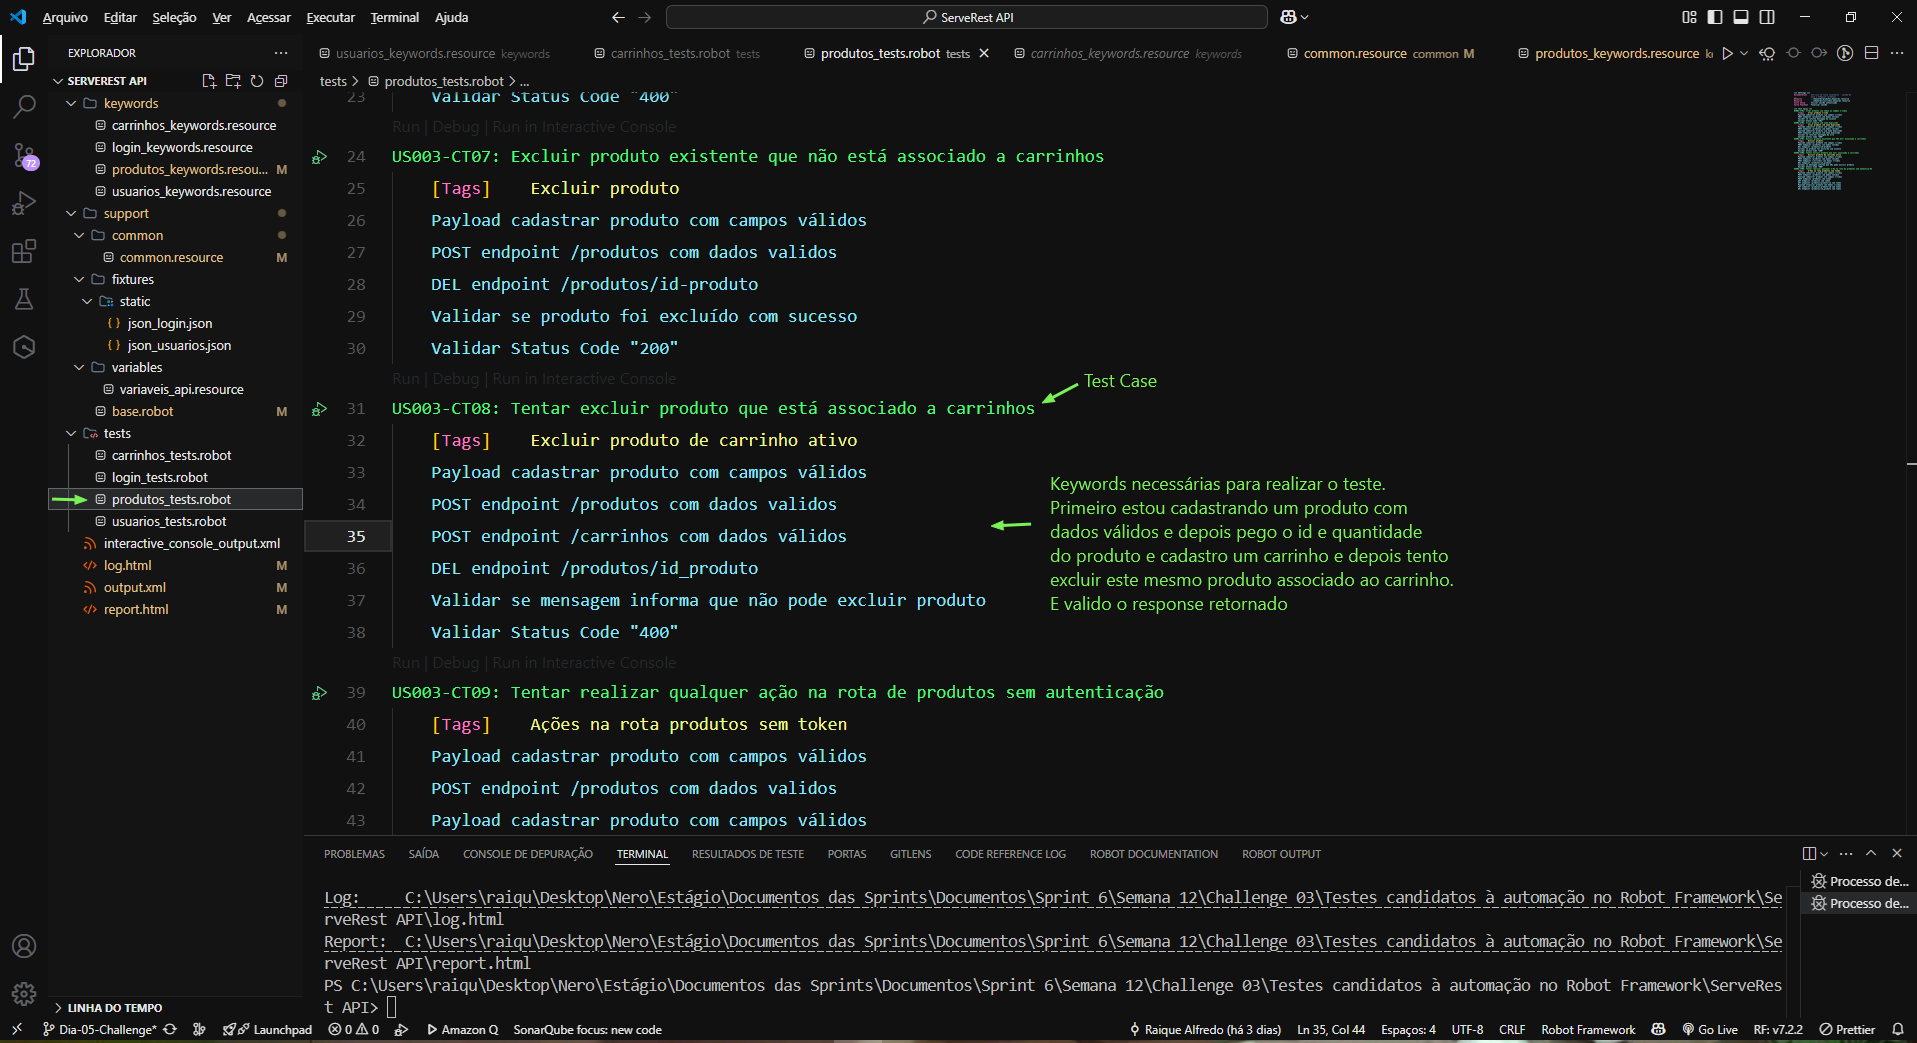 Arquivo Editar Seleção Ver Acessar Executar Terminal Ajuda
ServeRest API
EXPLORADOR
usuarios_keywords.resource keywords
carrinhos_tests.robot tests
produtos_tests.robot tests
carrinhos_keywords.resource keywords
common.resource common M
produtos_keywords.resource
SERVEREST API
tests > produtos_tests.robot > ...
keywords
carrinhos_keywords.resource
login_keywords.resource
produtos_keywords.resou... M
usuarios_keywords.resource
support
common
common.resource M
fixtures
static
json_login.json
json_usuarios.json
variables
variaveis_api.resource
base.robot M
tests
carrinhos_tests.robot
login_tests.robot
produtos_tests.robot
usuarios_tests.robot
interactive_console_output.xml
log.html M
output.xml M
report.html M
LINHA DO TEMPO
72
23 Validar Status Code "400"
Run | Debug | Run in Interactive Console
24 US003-CT07: Excluir produto existente que não está associado a carrinhos
25 [Tags] Excluir produto
26 Payload cadastrar produto com campos válidos
27 POST endpoint /produtos com dados validos
28 DEL endpoint /produtos/id-produto
29 Validar se produto foi excluído com sucesso
30 Validar Status Code "200"
Run | Debug | Run in Interactive Console
Test Case
31 US003-CT08: Tentar excluir produto que está associado a carrinhos
32 [Tags] Excluir produto de carrinho ativo
33 Payload cadastrar produto com campos válidos
34 POST endpoint /produtos com dados validos
35 POST endpoint /carrinhos com dados válidos
36 DEL endpoint /produtos/id_produto
37 Validar se mensagem informa que não pode excluir produto
38 Validar Status Code "400"
Keywords necessárias para realizar o teste.
Primeiro estou cadastrando um produto com
dados válidos e depois pego o id e quantidade
do produto e cadastro um carrinho e depois tento
excluir este mesmo produto associado ao carrinho.
E valido o response retornado
Run | Debug | Run in Interactive Console
39 US003-CT09: Tentar realizar qualquer ação na rota de produtos sem autenticação
40 [Tags] Ações na rota produtos sem token
41 Payload cadastrar produto com campos válidos
42 POST endpoint /produtos com dados validos
43 Payload cadastrar produto com campos válidos
PROBLEMAS SAÍDA CONSOLE DE DEPURAÇÃO TERMINAL RESULTADOS DE TESTE PORTAS GITLENS CODE REFERENCE LOG ROBOT DOCUMENTATION ROBOT OUTPUT
Log: C:\Users\raiqu\Desktop\Nero\Estágio\Documentos das Sprints\Documentos\Sprint 6\Semana 12\Challenge 03\Testes candidatos à automação no Robot Framework\Se
rveRest API\log.html
Report: C:\Users\raiqu\Desktop\Nero\Estágio\Documentos das Sprints\Documentos\Sprint 6\Semana 12\Challenge 03\Testes candidatos à automação no Robot Framework\Se
rveRest API\report.html
PS C:\Users\raiqu\Desktop\Nero\Estágio\Documentos das Sprints\Documentos\Sprint 6\Semana 12\Challenge 03\Testes candidatos à automação no Robot Framework\ServeRes
t API>
Processo de...
Processo de...
Dia-05-Challenge* Launchpad 0 0 Amazon Q SonarQube focus: new code
Raique Alfredo (há 3 dias) Ln 35, Col 44 Espaços: 4 UTF-8 CRLF Robot Framework Go Live RF: v7.2.2 Prettier